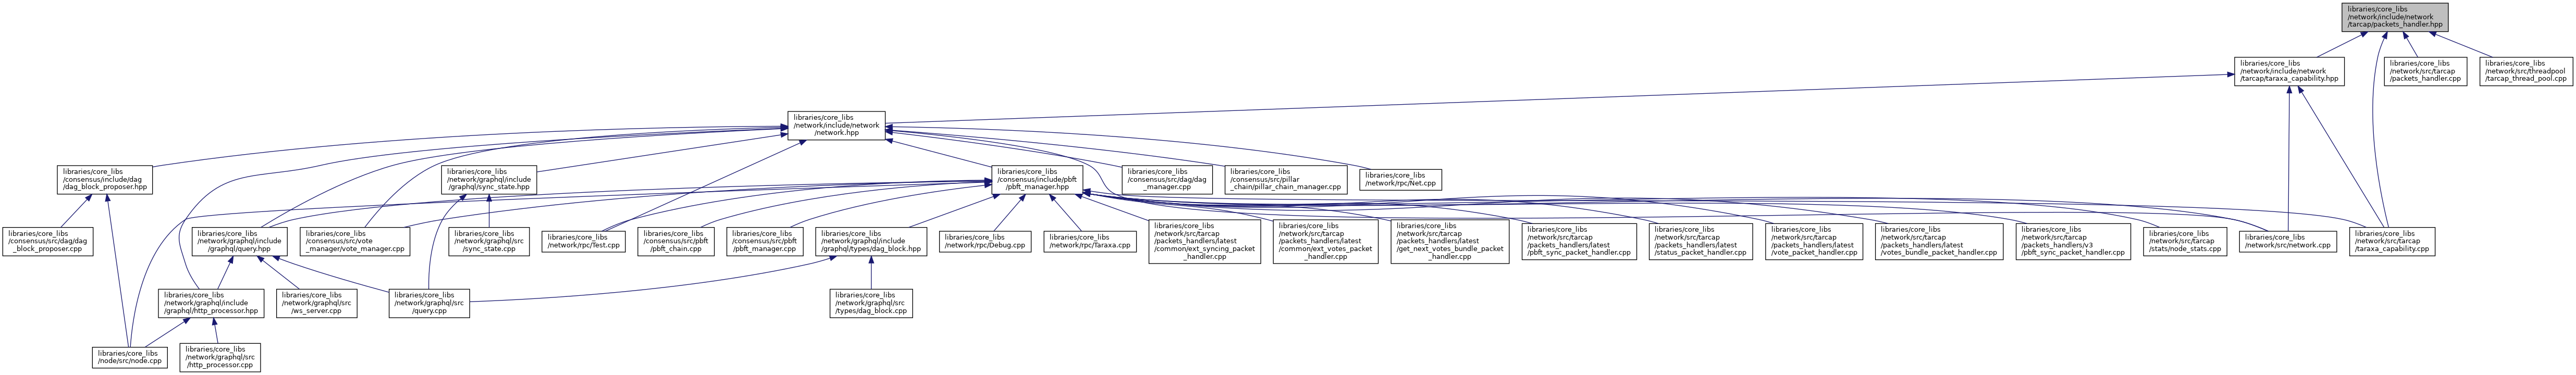 libraries/core_libs
/network/include/network
/tarcap/packets_handler.hpp
libraries/core_libs
/network/include/network
/tarcap/taraxa_capability.hpp
libraries/core_libs
/network/src/tarcap
/packets_handler.cpp
libraries/core_libs
/network/src/threadpool
/tarcap_thread_pool.cpp
libraries/core_libs
/network/include/network
/network.hpp
libraries/core_libs
/consensus/include/dag
/dag_block_proposer.hpp
libraries/core_libs
/network/graphql/include
/graphql/sync_state.hpp
libraries/core_libs
/consensus/include/pbft
/pbft_manager.hpp
libraries/core_libs
/consensus/src/dag/dag
_manager.cpp
libraries/core_libs
/consensus/src/pillar
_chain/pillar_chain_manager.cpp
libraries/core_libs
/network/rpc/Net.cpp
libraries/core_libs
/consensus/src/dag/dag
_block_proposer.cpp
libraries/core_libs
/network/graphql/include
/graphql/query.hpp
libraries/core_libs
/consensus/src/vote
_manager/vote_manager.cpp
libraries/core_libs
/network/graphql/src
/sync_state.cpp
libraries/core_libs
/network/rpc/Test.cpp
libraries/core_libs
/consensus/src/pbft
/pbft_chain.cpp
libraries/core_libs
/consensus/src/pbft
/pbft_manager.cpp
libraries/core_libs
/network/graphql/include
/graphql/types/dag_block.hpp
libraries/core_libs
/network/rpc/Debug.cpp
libraries/core_libs
/network/rpc/Taraxa.cpp
libraries/core_libs
/network/src/tarcap
/packets_handlers/latest
/common/ext_syncing_packet
_handler.cpp
libraries/core_libs
/network/src/tarcap
/packets_handlers/latest
/common/ext_votes_packet
_handler.cpp
libraries/core_libs
/network/src/tarcap
/packets_handlers/latest
/get_next_votes_bundle_packet
_handler.cpp
libraries/core_libs
/network/src/tarcap
/packets_handlers/latest
/pbft_sync_packet_handler.cpp
libraries/core_libs
/network/src/tarcap
/packets_handlers/latest
/status_packet_handler.cpp
libraries/core_libs
/network/src/tarcap
/packets_handlers/latest
/vote_packet_handler.cpp
libraries/core_libs
/network/src/tarcap
/packets_handlers/latest
/votes_bundle_packet_handler.cpp
libraries/core_libs
/network/src/tarcap
/packets_handlers/v3
/pbft_sync_packet_handler.cpp
libraries/core_libs
/network/src/tarcap
/stats/node_stats.cpp
libraries/core_libs
/network/src/network.cpp
libraries/core_libs
/network/src/tarcap
/taraxa_capability.cpp
libraries/core_libs
/network/graphql/include
/graphql/http_processor.hpp
libraries/core_libs
/network/graphql/src
/ws_server.cpp
libraries/core_libs
/network/graphql/src
/query.cpp
libraries/core_libs
/network/graphql/src
/types/dag_block.cpp
libraries/core_libs
/node/src/node.cpp
libraries/core_libs
/network/graphql/src
/http_processor.cpp